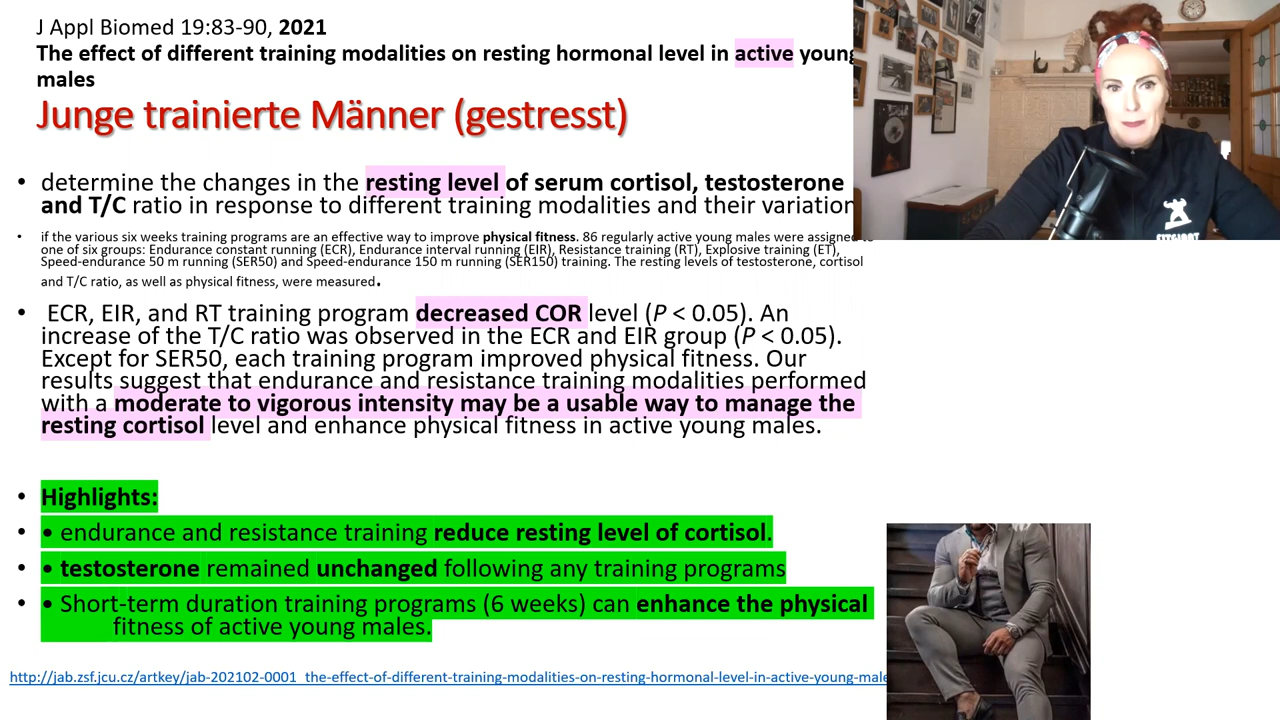 J Appl Biomed 19:83-90, 2021
The effect of different training modalities on resting hormonal level in active young
males
Junge trainierte Männer (gestresst)
• determine the changes in the resting level of serum cortisol, testosterone
and T/C ratio in response to different training modalities and their variation
• if the various six weeks training programs are an effective way to improve physical fitness. 86 regularly active young males were assigned to
one of six groups: Endurance constant running (ECR), Endurance interval running (EIR), Resistance training (RT), Explosive training (ET),
Speed-endurance 50 m running (SER50) and Speed-endurance 150 m running (SER150) training. The resting levels of testosterone, cortisol
and T/C ratio, as well as physical fitness, were measured.
• ECR, EIR, and RT training program decreased COR level (P < 0.05). An
increase of the T/C ratio was observed in the ECR and EIR group (P < 0.05).
Except for SER50, each training program improved physical fitness. Our
results suggest that endurance and resistance training modalities performed
with a moderate to vigorous intensity may be a usable way to manage the
resting cortisol level and enhance physical fitness in active young males.
• Highlights:
• • endurance and resistance training reduce resting level of cortisol.
• • testosterone remained unchanged following any training programs
• • Short-term duration training programs (6 weeks) can enhance the physical
fitness of active young males.
http://jab.zsf.jcu.cz/artkey/jab-202102-0001_the-effect-of-different-training-modalities-on-resting-hormonal-level-in-active-young-male